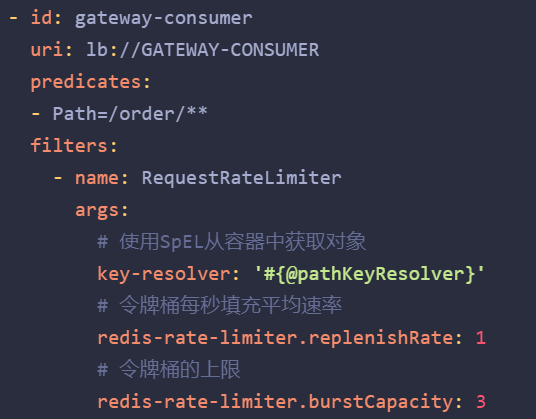 - id: gateway-consumer
uri: lb://GATEWAY-CONSUMER
predicates:
- Path=/order/**
filters:
- name: RequestRateLimiter
args:
# 使用SpEL从容器中获取对象
key-resolver: '#{@pathKeyResolver}'
# 令牌桶每秒填充平均速率
redis-rate-limiter.replenishRate: 1
# 令牌桶的上限
redis-rate-limiter.burstCapacity: 3